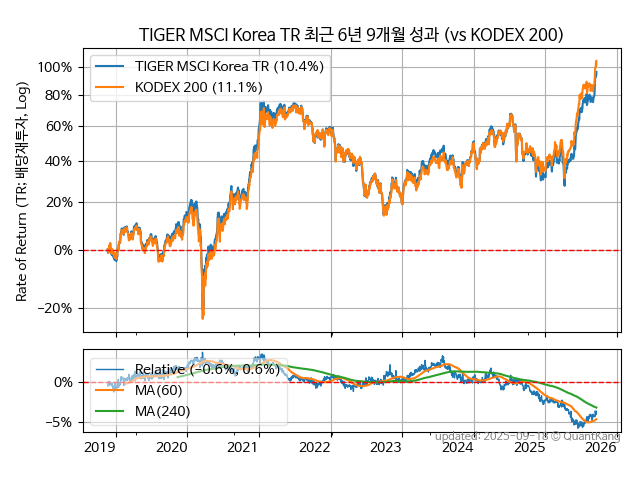 TIGER MSCI Korea TR 최근 6년 9개월 성과 (vs KODEX 200)
Rate of Return (TR: 배당재투자, Log)
100%
80%
60%
40%
20%
0%
−20%
TIGER MSCI Korea TR (10.4%)
KODEX 200 (11.1%)
0%
−5%
Relative (−0.6%, 0.6%)
MA(60)
MA(240)
2019 2020 2021 2022 2023 2024 2025 2026
updated: 2025-09-18 © QuantKang